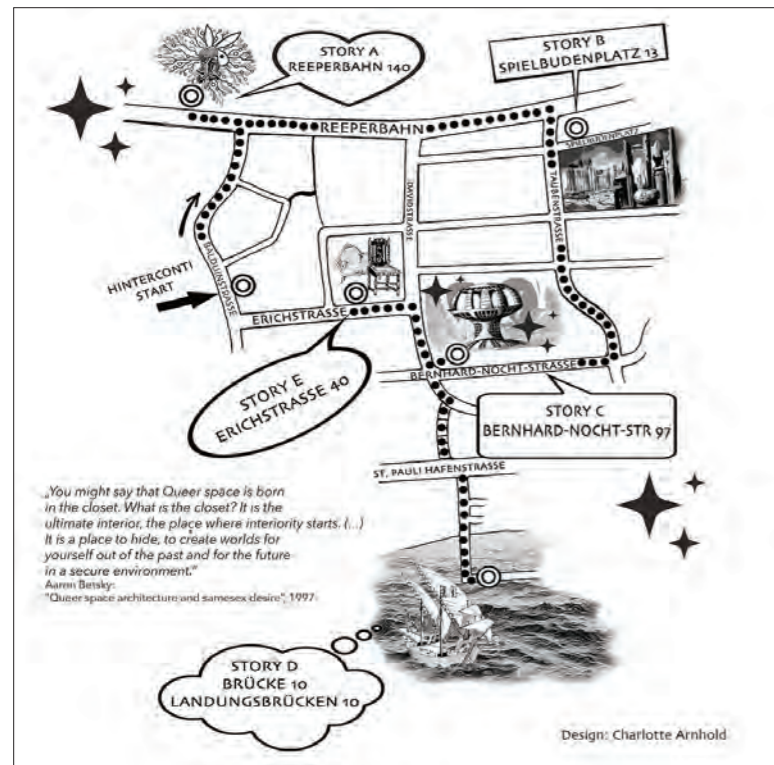 STORY A
REEPERBAHN 140
STORY B
SPIELBUDENPLATZ 13
REEPERBAHN
SPIELBUDENPLATZ
DAVIDSTRASSE
TAUBENSTRASSE
BALDUINSTRASSE
HINTERCONTI
START
ERICHSTRASSE
BERNHARD-NOCHT-STRASSE
STORY E
ERICHSTRASSE 40
STORY C
BERNHARD-NOCHT-STR 97
ST. PAULI HAFENSTRASSE
„You might say that Queer space is born
in the closet. What is the closet? It is the
ultimate interior, the place where interiority starts. (...)
It is a place to hide, to create worlds for
yourself out of the past and for the future
in a secure environment."
Aaron Betsky:
"Queer space architecture and samesex desire", 1997
STORY D
BRÜCKE 10
LANDUNGSBRÜCKEN 10
Design: Charlotte Arnhold